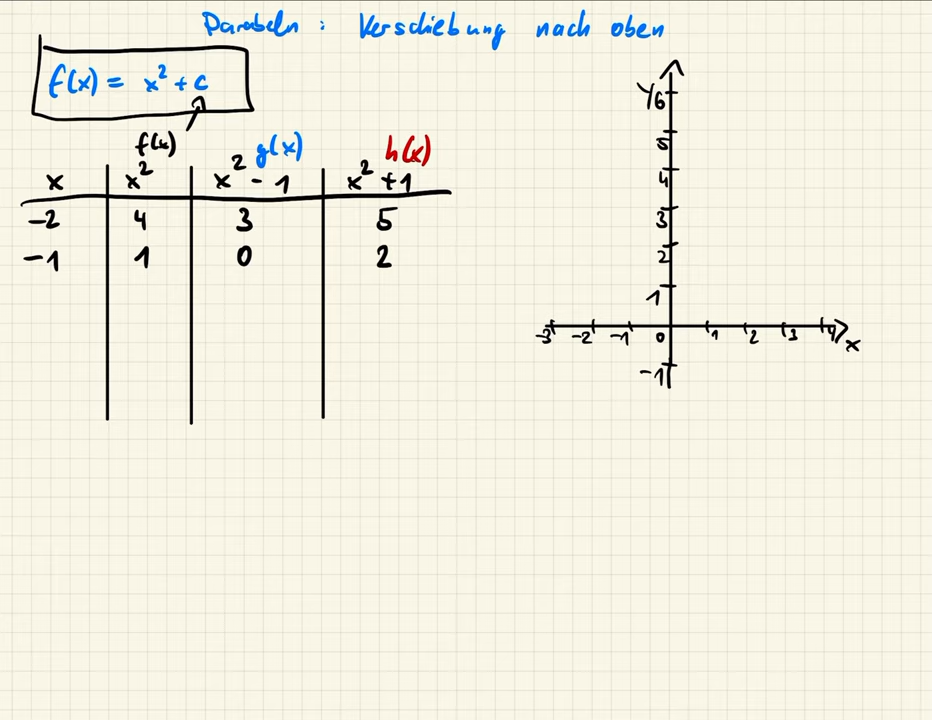 Parabeln : Verschiebung nach oben
f(x) = x² + c
f(x) g(x) h(x)
x x² x² - 1 x² + 1
-2 4 3 5
-1 1 0 2
y 6
5
4
3
2
1
-3 -2 -1 0 1 2 3 4 x
-1